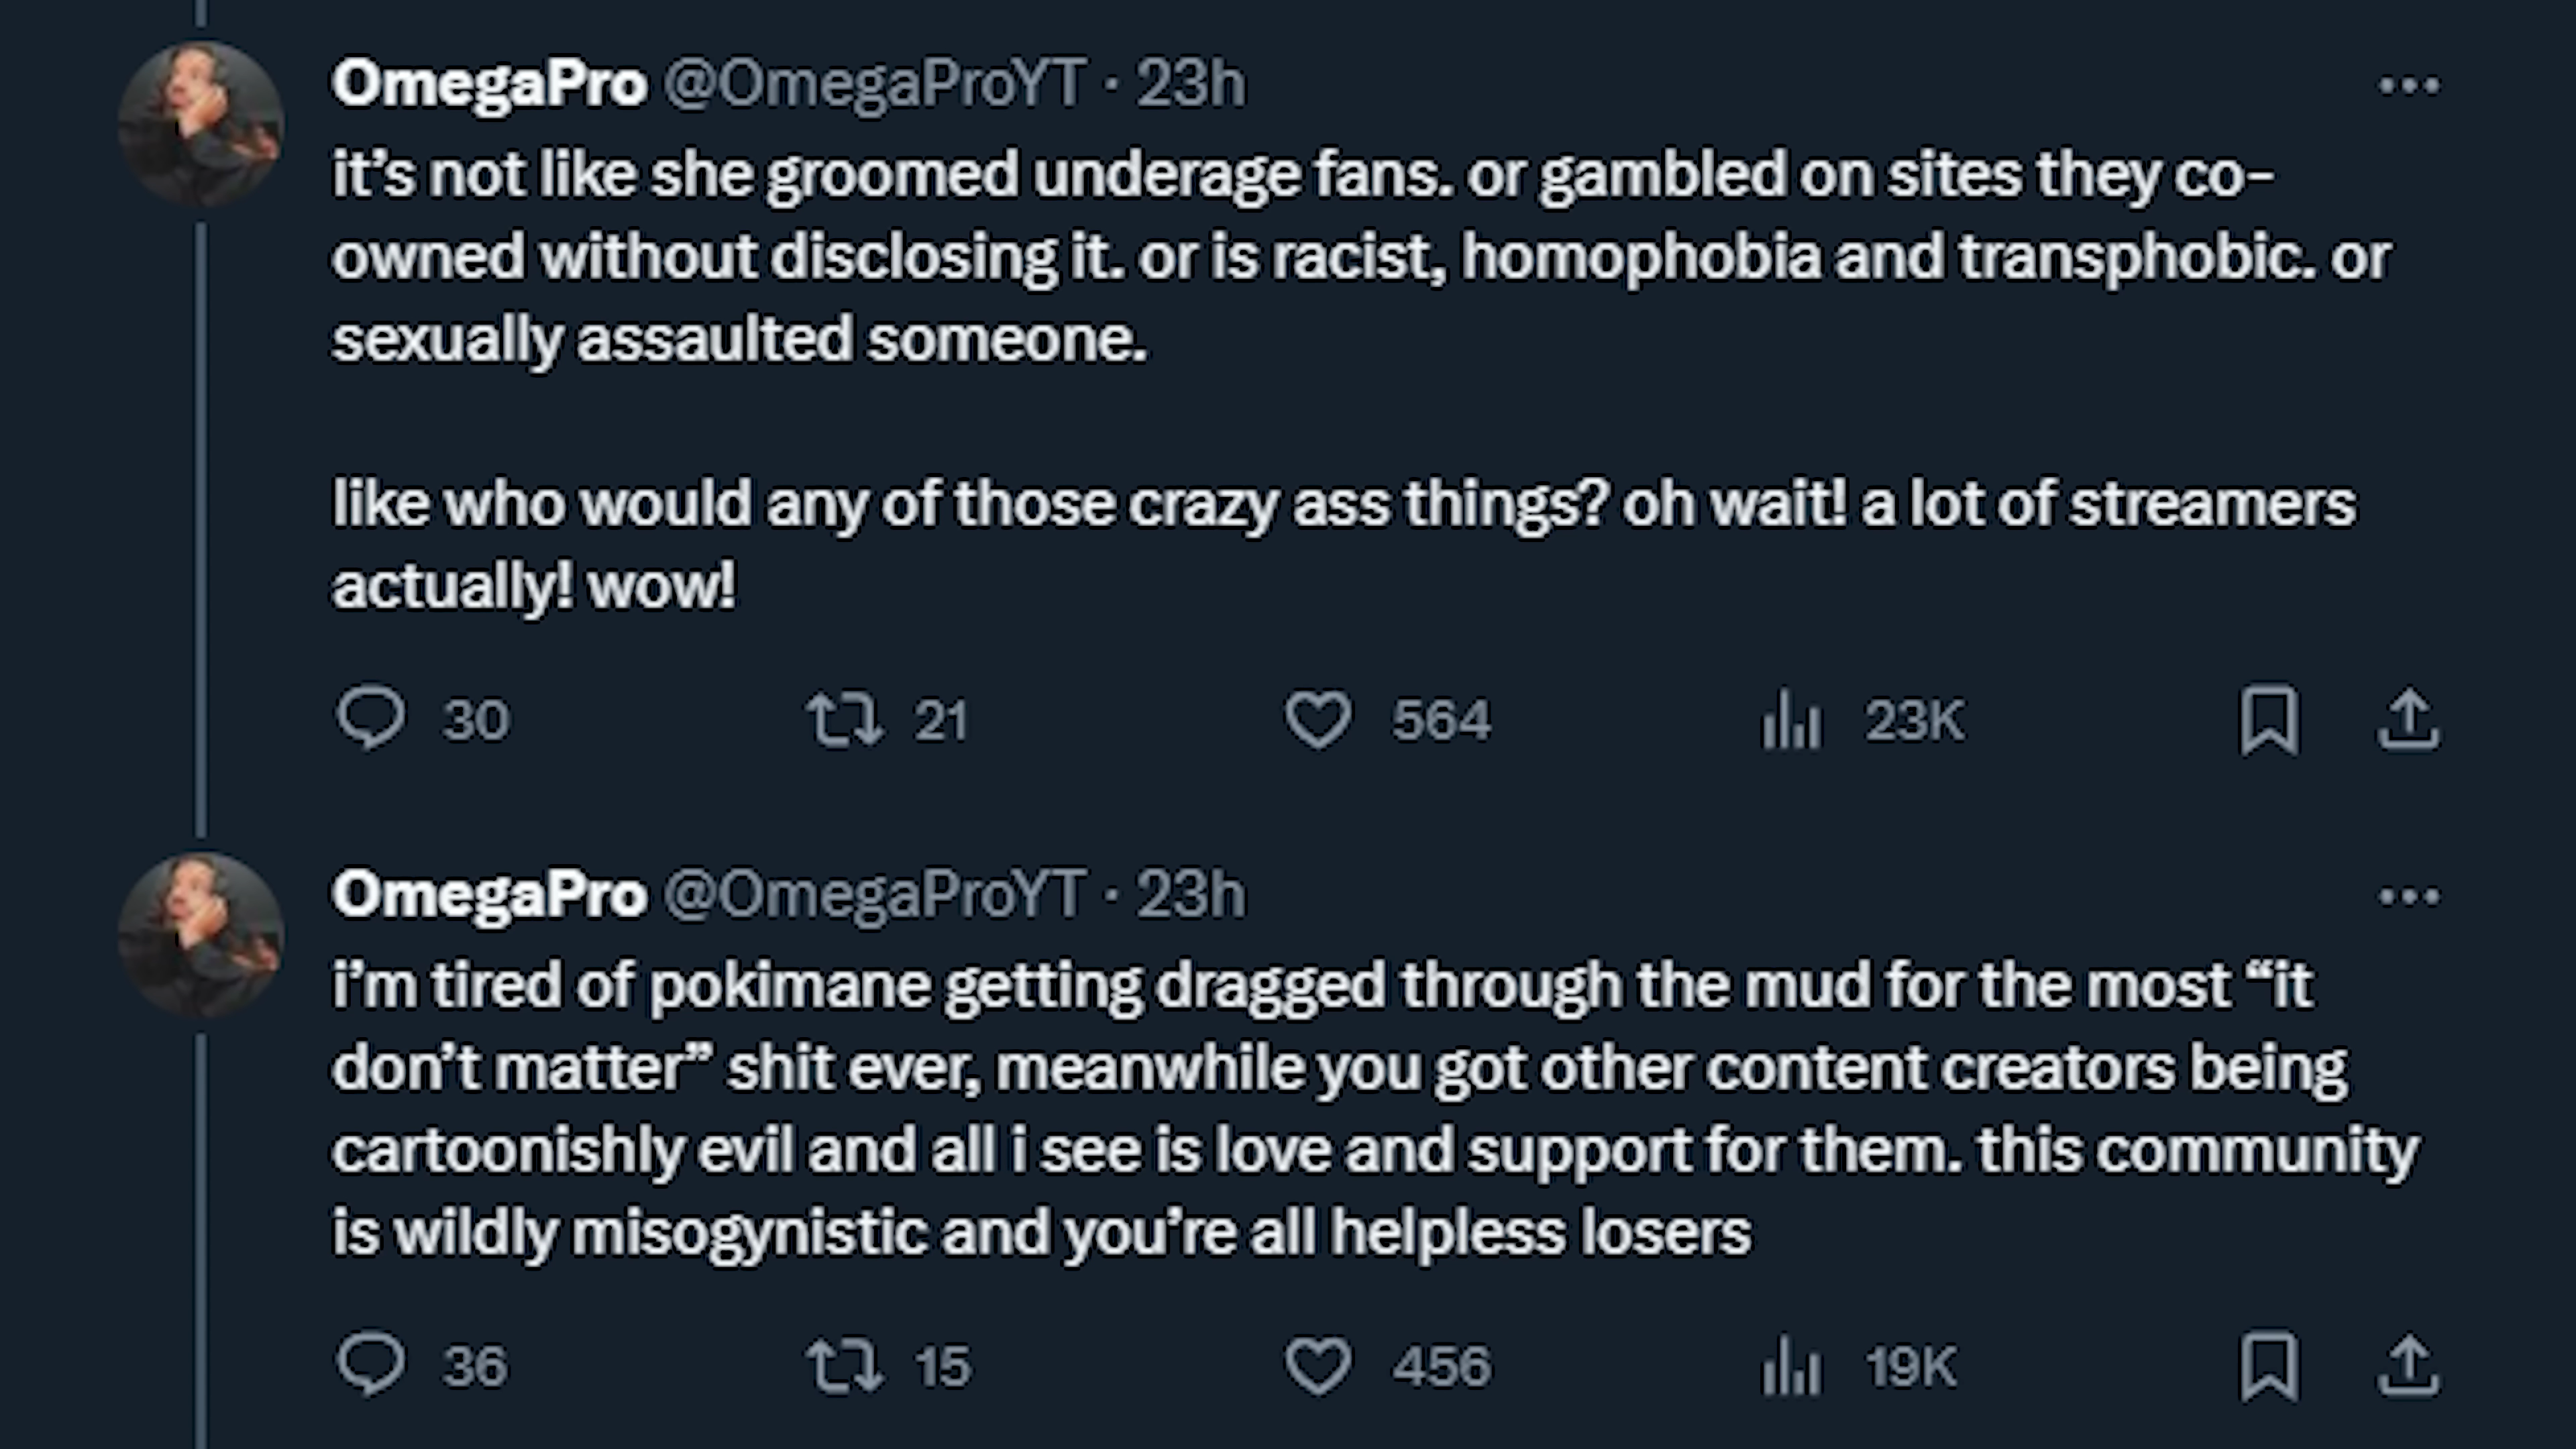 OmegaPro @OmegaProYT · 23h
it’s not like she groomed underage fans. or gambled on sites they co-
owned without disclosing it. or is racist, homophobia and transphobic. or
sexually assaulted someone.
like who would any of those crazy ass things? oh wait! a lot of streamers
actually! wow!
30 21 564 23K
OmegaPro @OmegaProYT · 23h
i’m tired of pokimane getting dragged through the mud for the most “it
don’t matter” shit ever, meanwhile you got other content creators being
cartoonishly evil and all i see is love and support for them. this community
is wildly misogynistic and you’re all helpless losers
36 15 456 19K